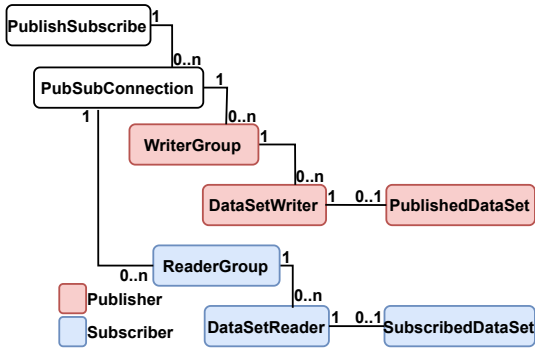 PublishSubscribe
1
0..n
PubSubConnection
1
1
0..n
WriterGroup
1
0..n
DataSetWriter
1
0..1
PublishedDataSet
0..n
ReaderGroup
1
0..n
DataSetReader
1
0..1
SubscribedDataSet
Publisher
Subscriber